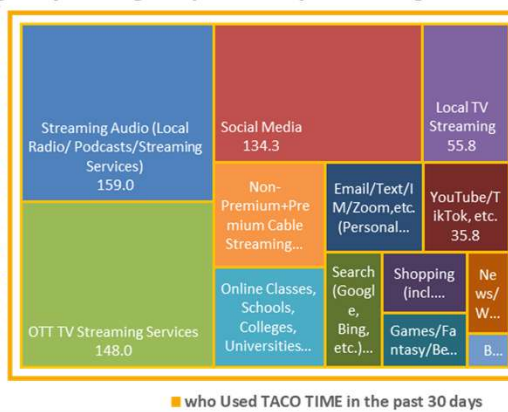 Streaming Audio (Local
Radio/ Podcasts/Streaming
Services)
159.0
OTT TV Streaming Services
148.0
Social Media
134.3
Local TV
Streaming
55.8
Non-
Premium+Pre
mium Cable
Streaming...
Email/Text/I
M/Zoom,etc.
(Personal...
YouTube/T
ikTok, etc.
35.8
Online Classes,
Schools,
Colleges,
Universities...
Search
(Googl
e,
Bing,
etc.)...
Shopping
(incl....
Games/Fa
ntasy/Be...
Ne
ws/
W...
B...
who Used TACO TIME in the past 30 days